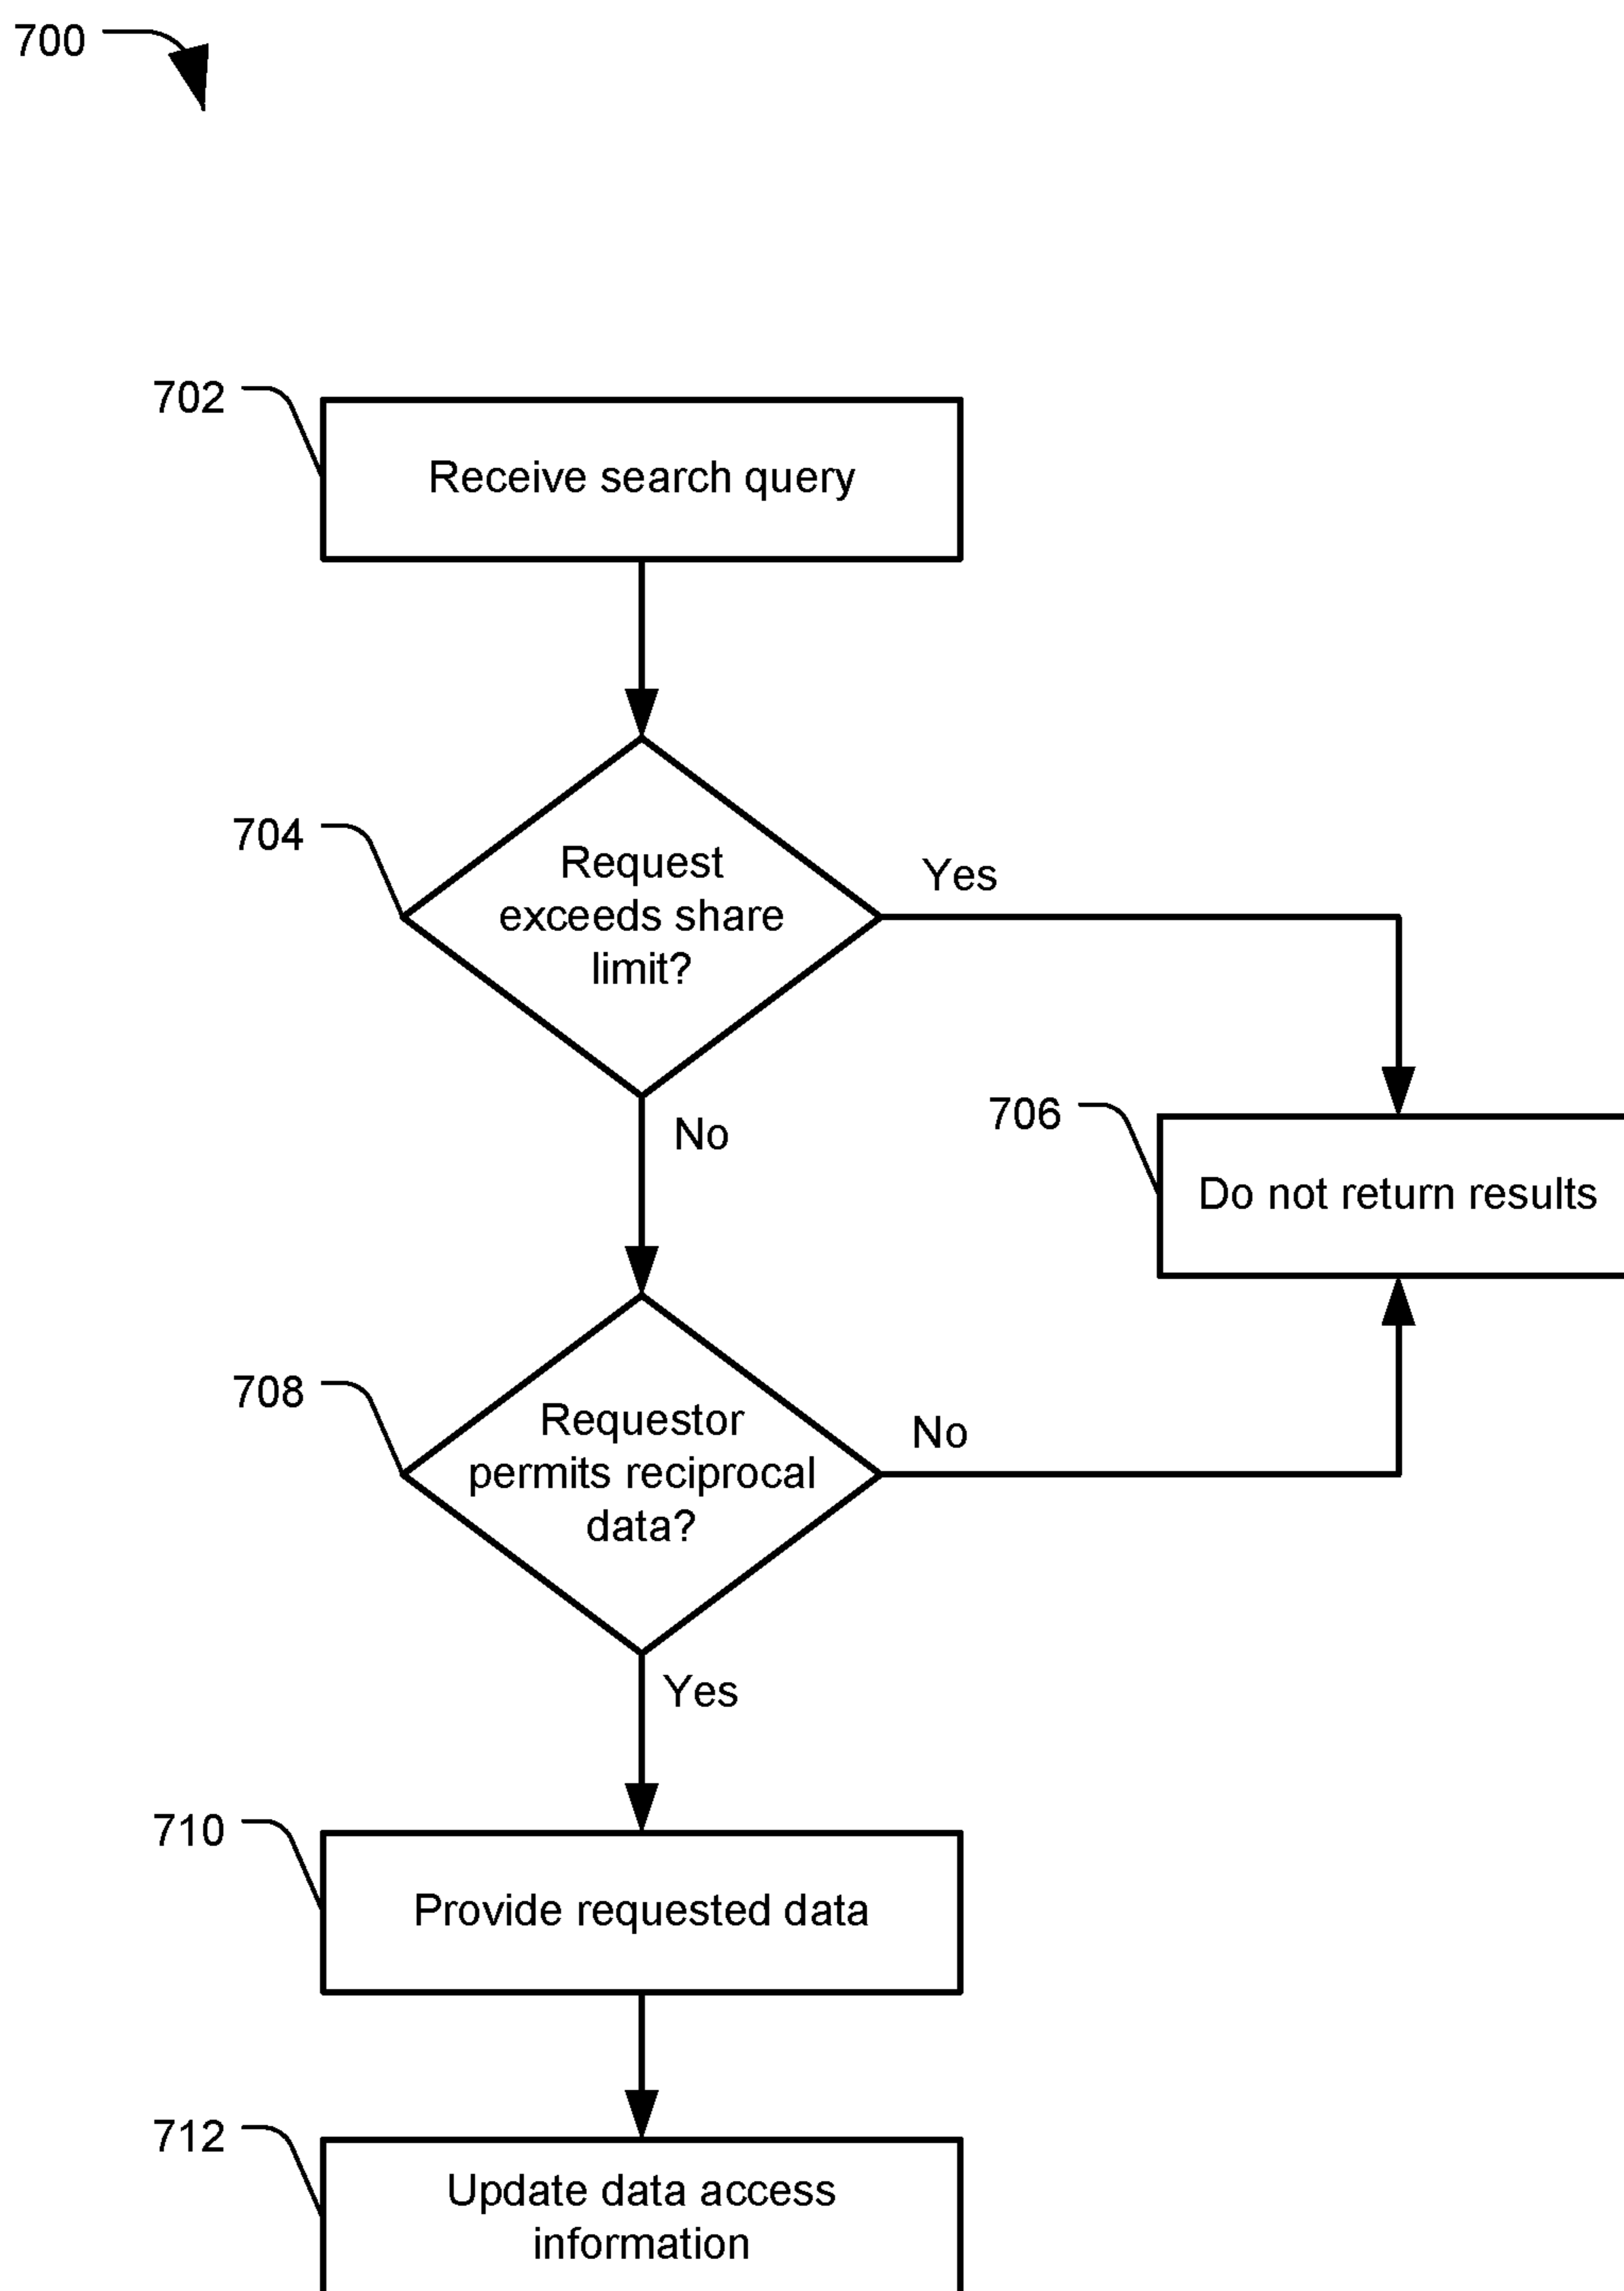 700
702
Receive search query
704
Request
exceeds share
limit?
Yes
No
706
Do not return results
708
Requestor
permits reciprocal
data?
No
Yes
710
Provide requested data
712
Update data access
information